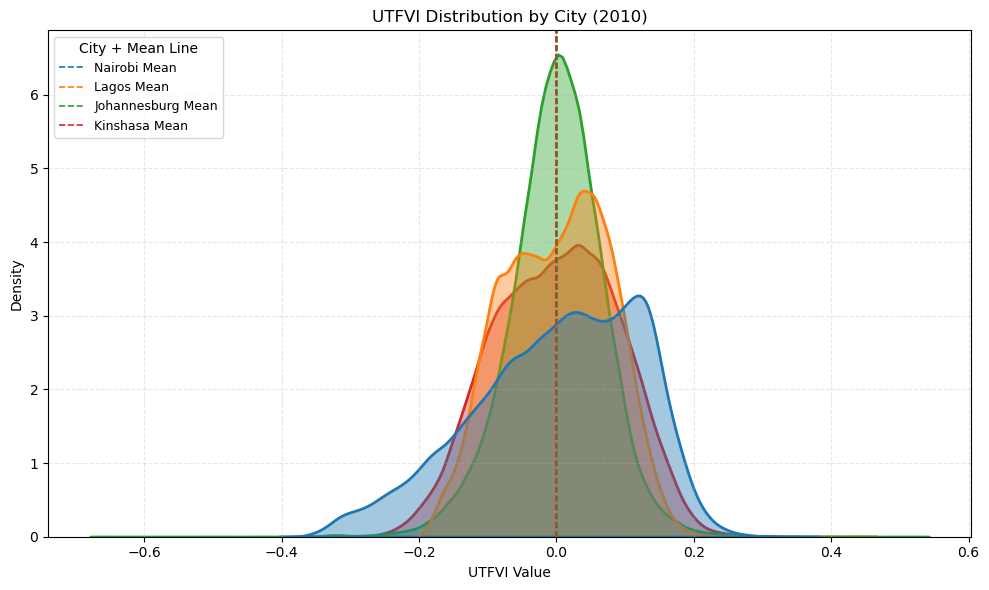 UTFVI Distribution by City (2010)
City + Mean Line
Nairobi Mean
Lagos Mean
Johannesburg Mean
Kinshasa Mean
Density
6
5
4
3
2
1
0
−0.6 −0.4 −0.2 0.0 0.2 0.4 0.6
UTFVI Value